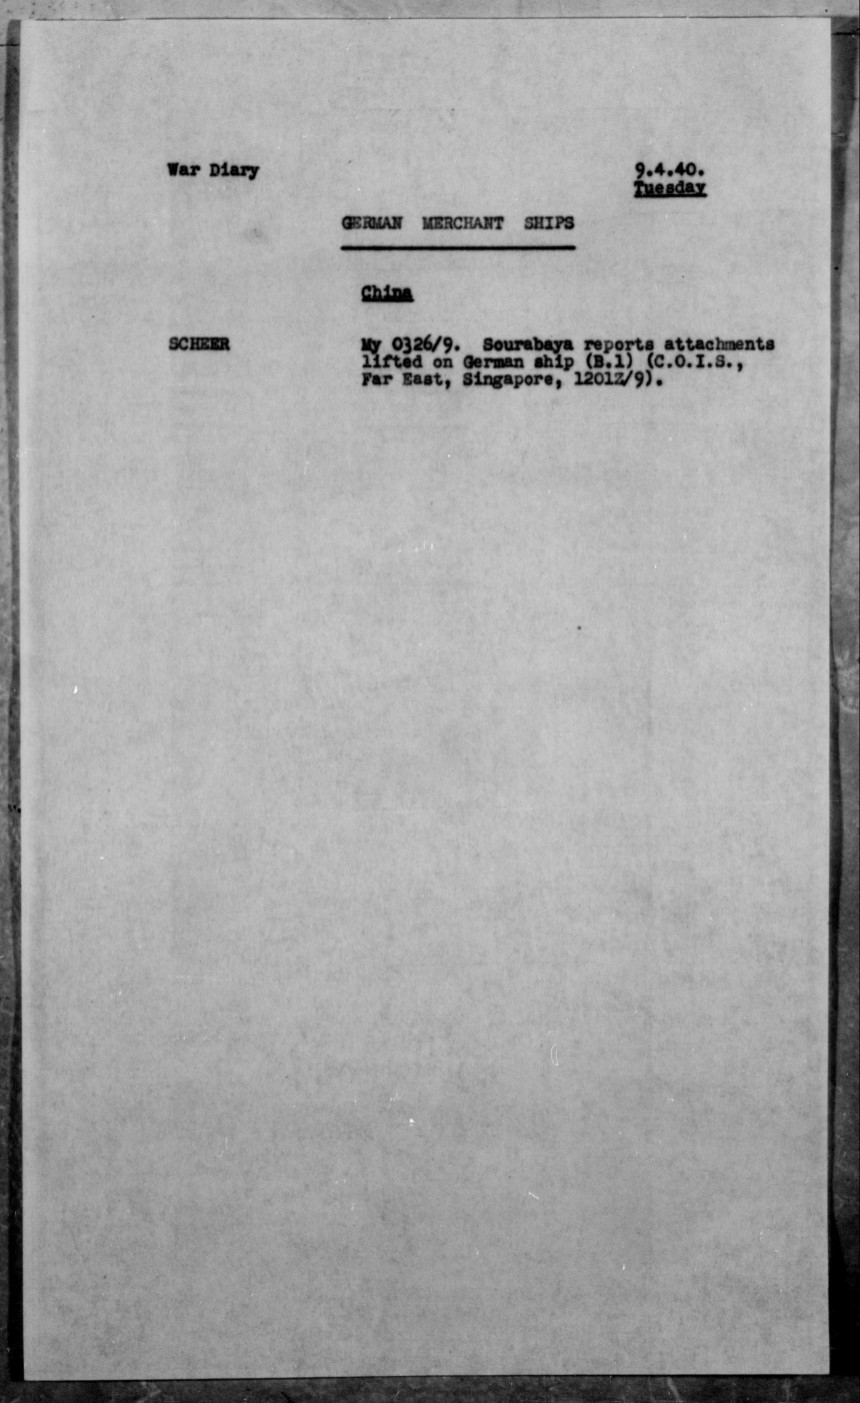 War Diary
9.4.40.
Tuesday
GERMAN MERCHANT SHIPS
China
SCHEER
My 0326/9. Sourabaya reports attachments
lifted on German ship (B.1) (C.O.I.S.,
Far East, Singapore, 1201Z/9).